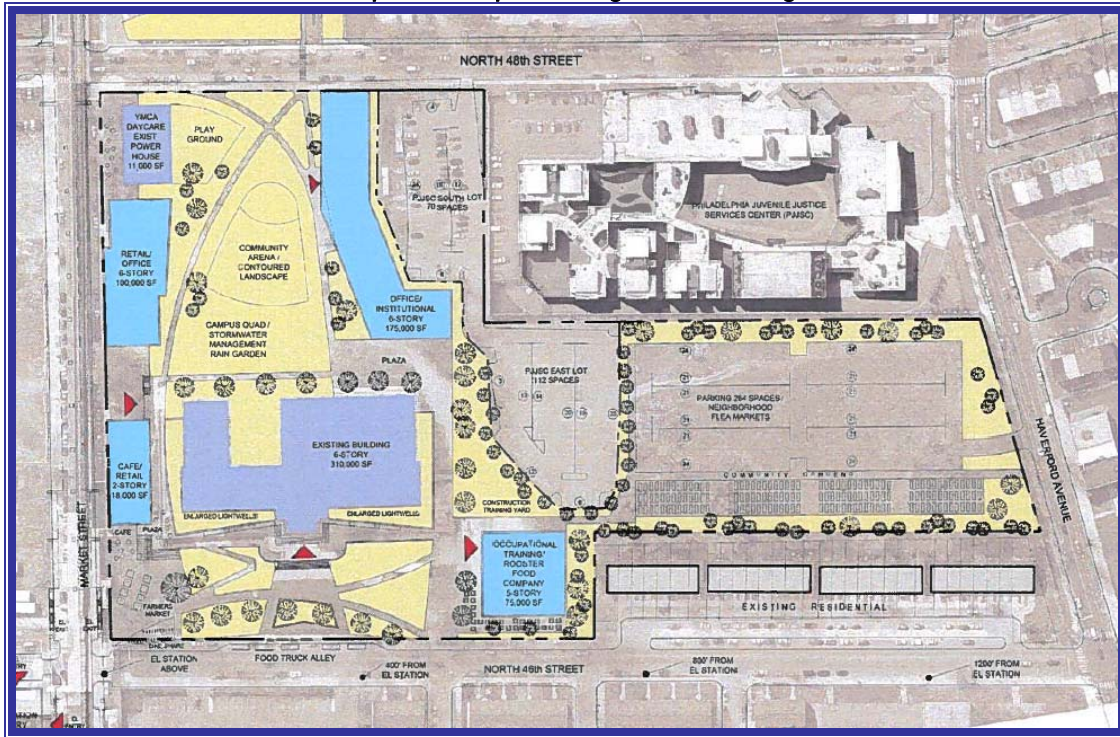 NORTH 48th STREET
YMCA
DAYCARE
EXIST
POWER
HOUSE
11,000 SF
PLAY
GROUND
PJJSC SOUTH LOT
70 SPACES
PHILADELPHIA JUVENILE JUSTICE
SERVICES CENTER (PJJSC)
RETAIL/
OFFICE
6-STORY
100,000 SF
COMMUNITY
ARENA /
CONTOURED
LANDSCAPE
OFFICE/
INSTITUTIONAL
6-STORY
175,000 SF
CAMPUS QUAD /
STORMWATER
MANAGEMENT
RAIN GARDEN
PLAZA
PJJSC EAST LOT
112 SPACES
PARKING 264 SPACES /
NEIGHBORHOOD
FLEA MARKETS
HAVERFORD AVENUE
EXISTING BUILDING
6-STORY
310,000 SF
CAFE/
RETAIL
2-STORY
18,000 SF
COMMUNITY GARDENS
ENLARGED LIGHTWELLS
ENLARGED LIGHTWELLS
CONSTRUCTION
TRAINING YARD
MARKET STREET
PLAZA
CAFE
OCCUPATIONAL
TRAINING/
ROOSTER
FOOD
COMPANY
5-STORY
75,000 SF
FARMERS
MARKET
EXISTING RESIDENTIAL
EL STATION
ABOVE
FOOD TRUCK ALLEY
400' FROM
EL STATION
NORTH 46th STREET
800' FROM
EL STATION
1200' FROM
EL STATION